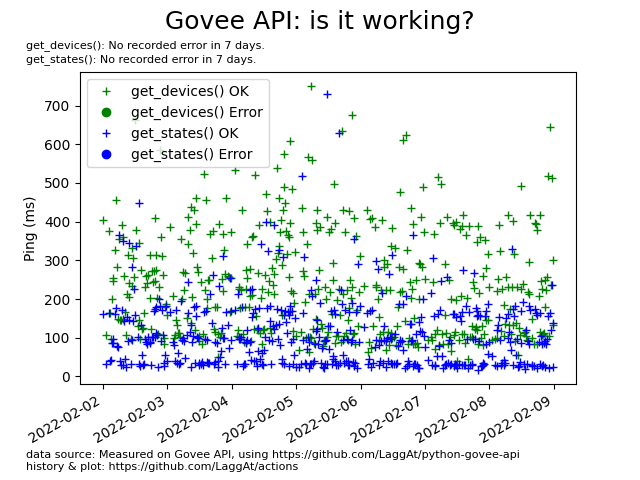 Govee API: is it working?
get_devices(): No recorded error in 7 days.
get_states(): No recorded error in 7 days.
get_devices() OK
get_devices() Error
get_states() OK
get_states() Error
700
600
500
400
300
200
100
0
Ping (ms)
2022-02-02
2022-02-03
2022-02-04
2022-02-05
2022-02-06
2022-02-07
2022-02-08
2022-02-09
data source: Measured on Govee API, using https://github.com/LaggAt/python-govee-api
history & plot: https://github.com/LaggAt/actions